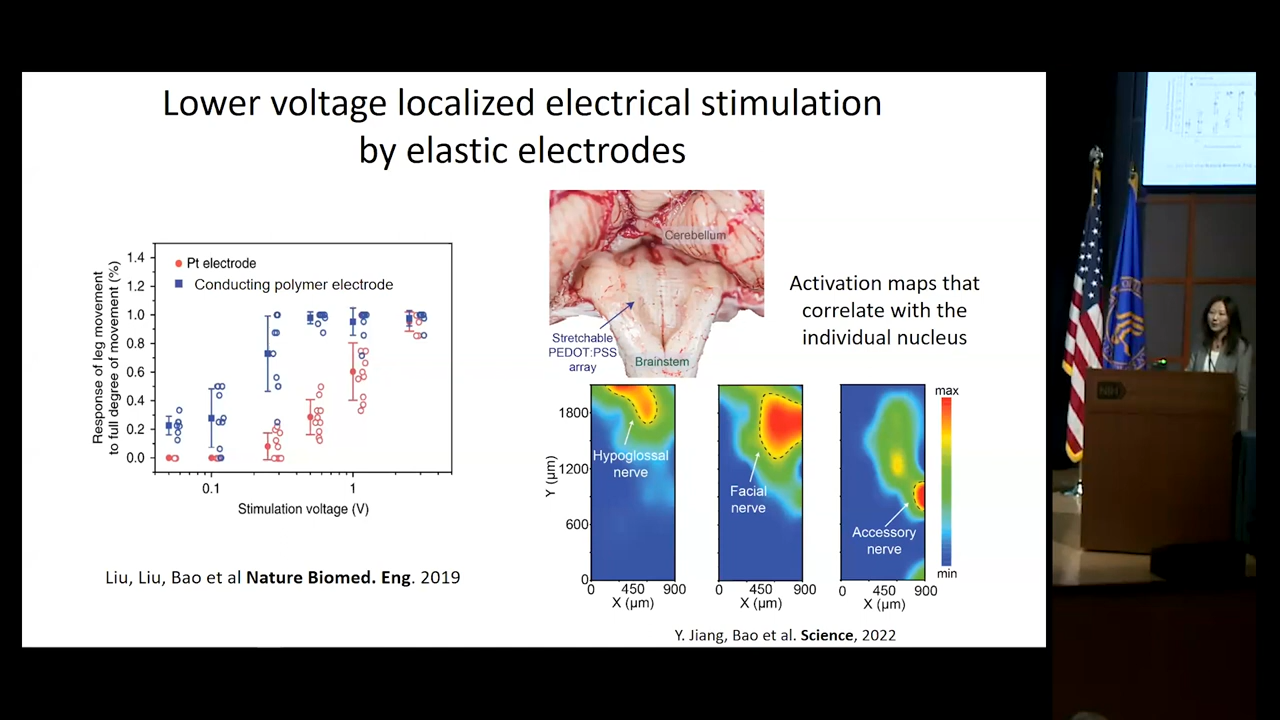 Lower voltage localized electrical stimulation
by elastic electrodes
Response of leg movement
to full degree of movement (%)
1.4
1.2
1.0
0.8
0.6
0.4
0.2
0.0
Pt electrode
Conducting polymer electrode
0.1
1
Stimulation voltage (V)
Liu, Liu, Bao et al Nature Biomed. Eng. 2019
Cerebellum
Stretchable
PEDOT:PSS
array
Brainstem
Activation maps that
correlate with the
individual nucleus
Y (µm)
1800
1200
600
0
Hypoglossal
nerve
0 450 900
X (µm)
Facial
nerve
0 450 900
X (µm)
Accessory
nerve
0 450 900
X (µm)
max
min
Y. Jiang, Bao et al. Science, 2022
NIH